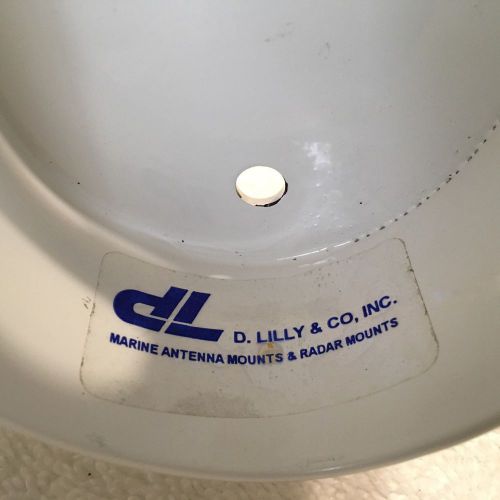 dL D. LILLY & CO, INC.
MARINE ANTENNA MOUNTS & RADAR MOUNTS